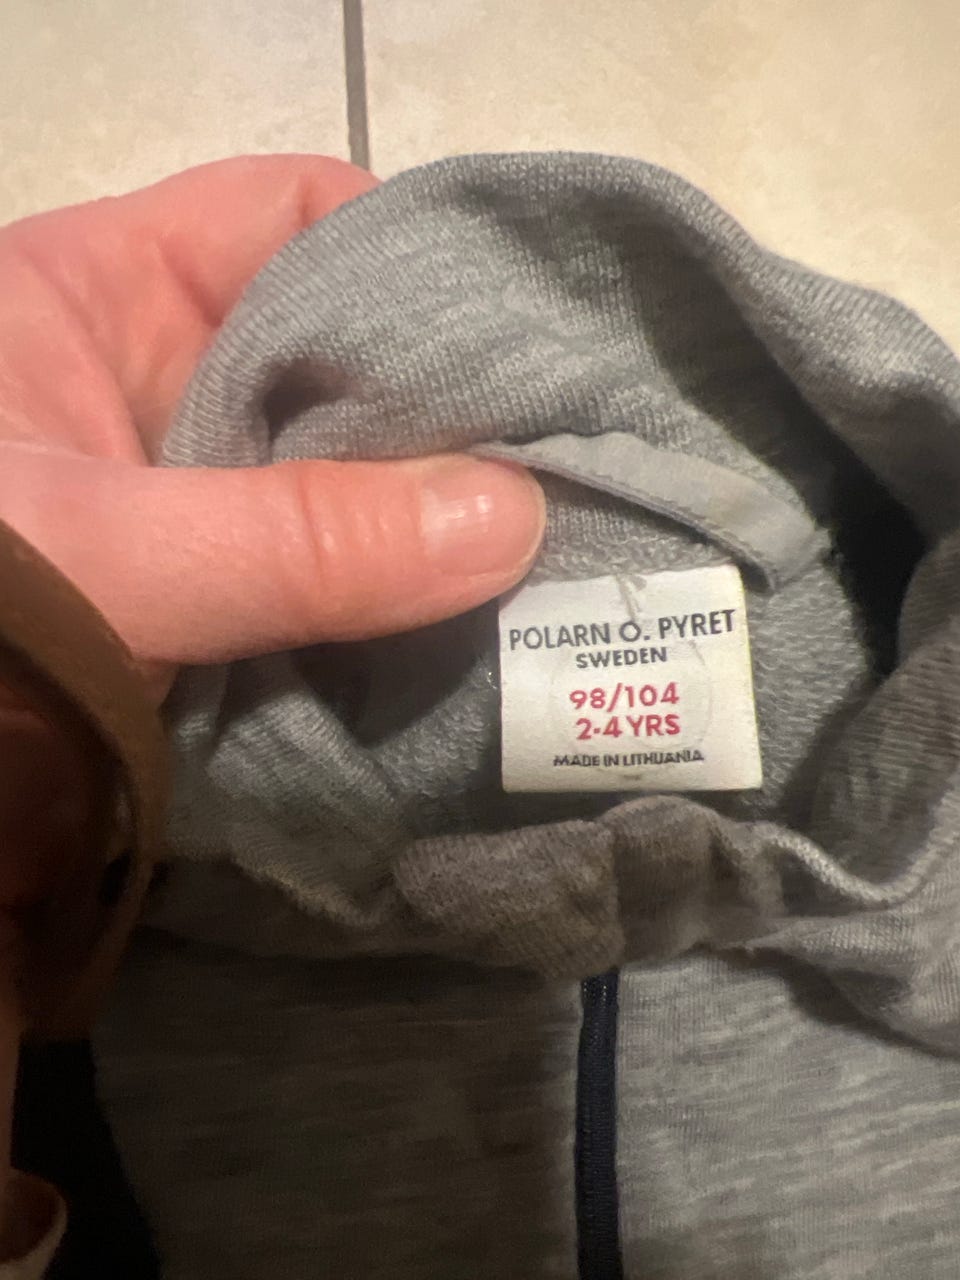 POLARN O. PYRET
SWEDEN
98/104
2-4 YRS
MADE IN LITHUANIA